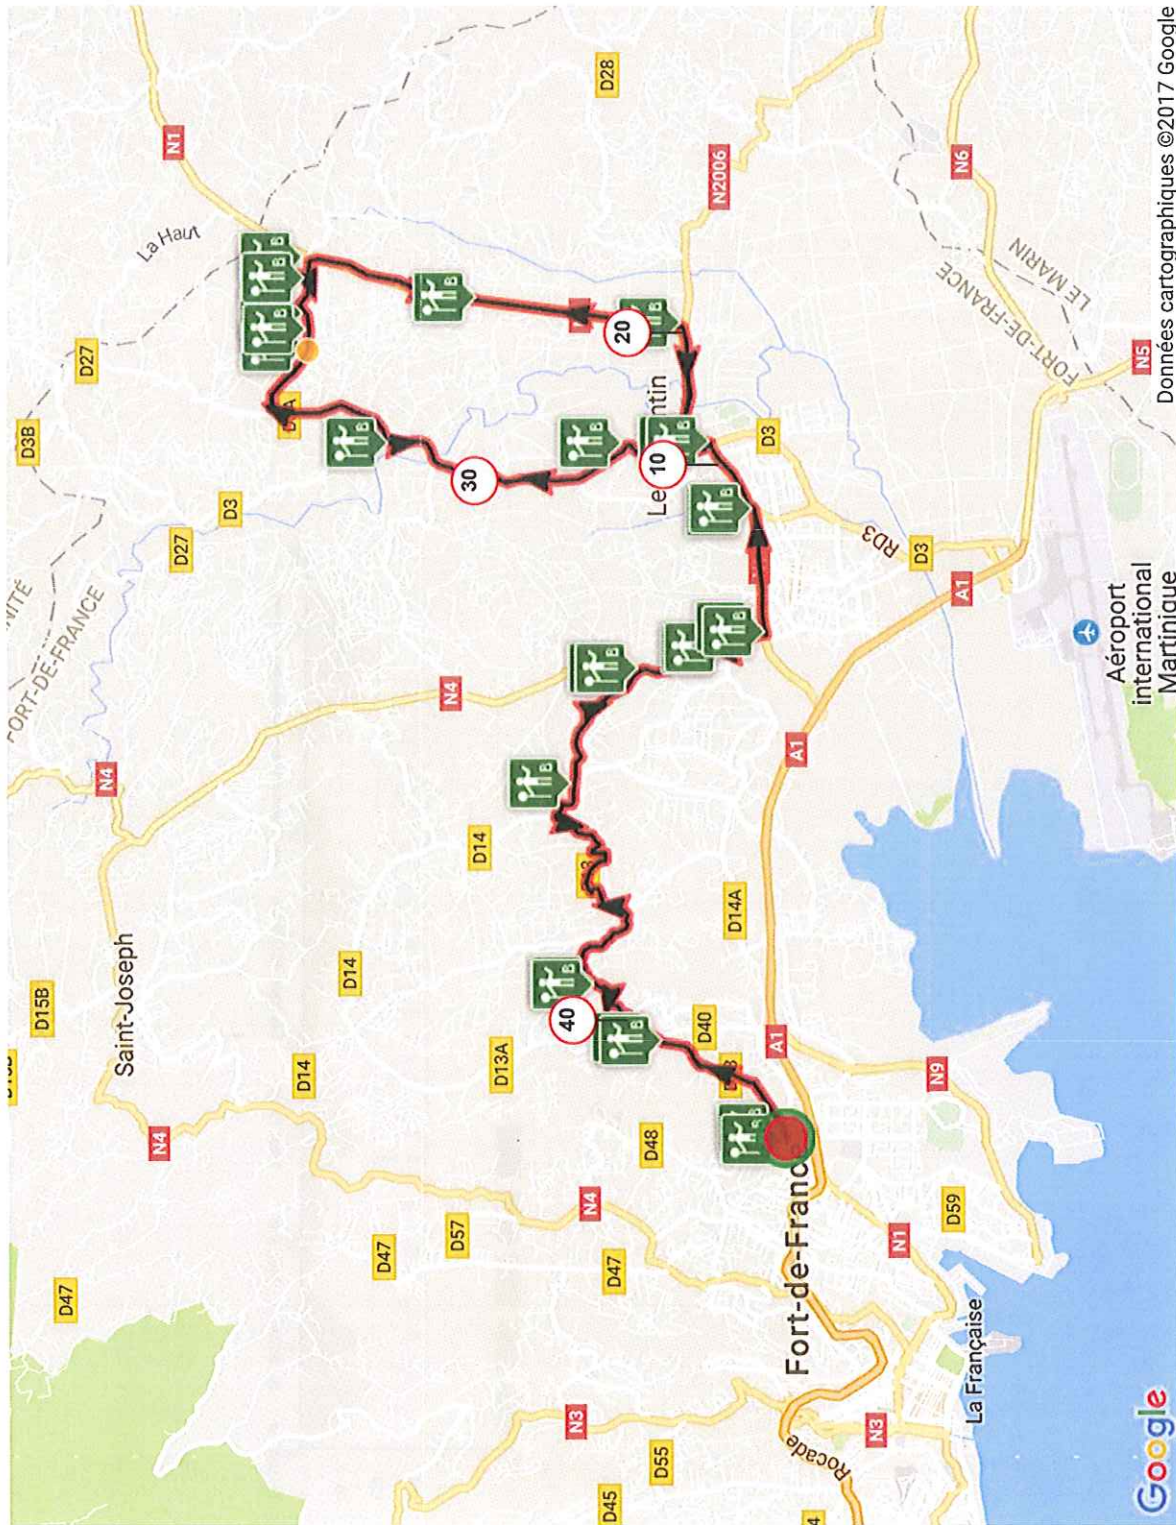 N1
La Haut
D28
D27
D3B
D3
D27
FORT-DE-FRANCE
N2006
N6
LE MARIN
FORT-DE-FRANCE
N5
20
10
30
D3
RD3
D3
A1
Aéroport
international
Martinique
N4
N4
A1
D14
D14A
Saint-Joseph
D15B
D14
D14
D13A
40
D40
A1
N9
N4
D48
N4
D57
D47
D47
D47
Fort-de-France
D59
N1
La Française
N3
N3
Rocade
D55
D45
B
B
B
B
B
B
B
B
B
B
B
B
Google
Données cartographiques ©2017 Google